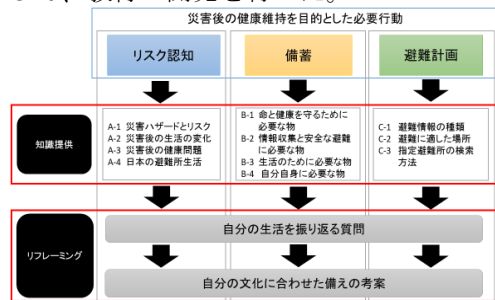 災害後の健康維持を目的とした必要行動
リスク認知
備蓄
避難計画
知識提供
A-1 災害ハザードとリスク
A-2 災害後の生活の変化
A-3 災害後の健康問題
A-4 日本の避難所生活
B-1 命と健康を守るために
必要な物
B-2 情報収集と安全な避難
に必要な物
B-3 生活のために必要な物
B-4 自分自身に必要な物
C-1 避難情報の種類
C-2 避難に適した場所
C-3 指定避難所の検索
方法
リフレーミング
自分の生活を振り返る質問
自分の文化に合わせた備えの考案